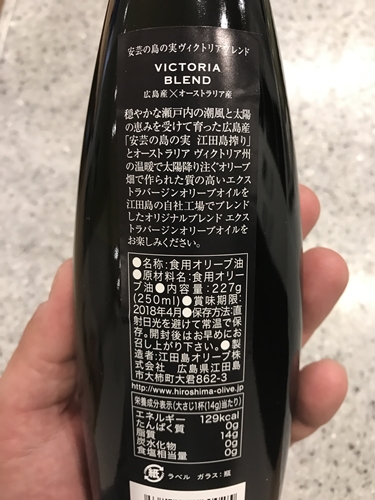 安芸の島の実ヴィクトリアブレンド
VICTORIA
BLEND
広島産×オーストラリア産
穏やかな瀬戸内の潮風と太陽
の恵みを受けて育った広島産
「安芸の島の実 江田島搾り」
とオーストラリア ヴィクトリア州
の温暖で太陽降り注ぐオリーブ
畑で作られた質の高いエクス
トラバージンオリーブオイルを
江田島の自社工場でブレンド
したオリジナルブレンド エクス
トラバージンオリーブオイルを
お楽しみください。
●名称:食用オリーブ油
●原材料名:食用オリー
ブ油●内容量:227g
(250ml)●賞味期限:
2018年4月●保存方法:直
射日光を避けて常温で保
存。開封後はお早めにお
召し上がり下さい。●製
造者:江田島オリーブ株
式会社 広島県江田島
市大柿町大君862-3
http://www.hiroshima-olive.jp
栄養成分表示(大さじ1杯(14g)当たり)
エネルギー 129kcal
たんぱく質 0g
脂質 14g
炭水化物 0g
食塩相当量 0g
紙 ラベル ガラス:瓶